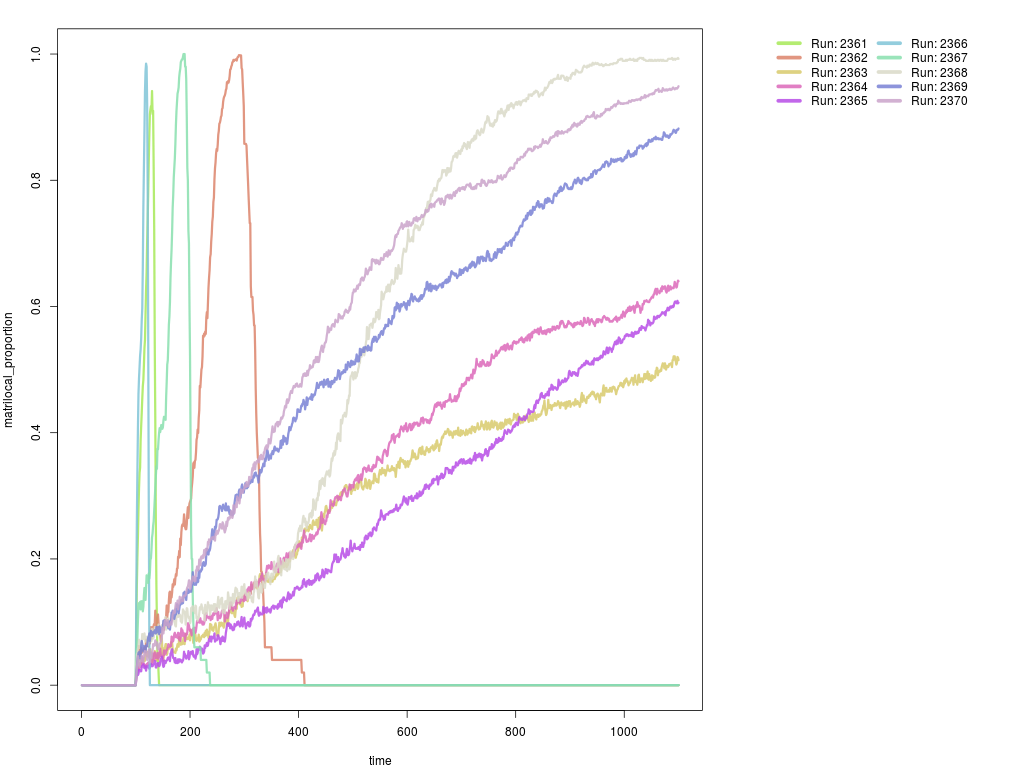 matrilocal_proportion
1.0
0.8
0.6
0.4
0.2
0.0
0 200 400 600 800 1000
time
Run: 2361 Run: 2366
Run: 2362 Run: 2367
Run: 2363 Run: 2368
Run: 2364 Run: 2369
Run: 2365 Run: 2370